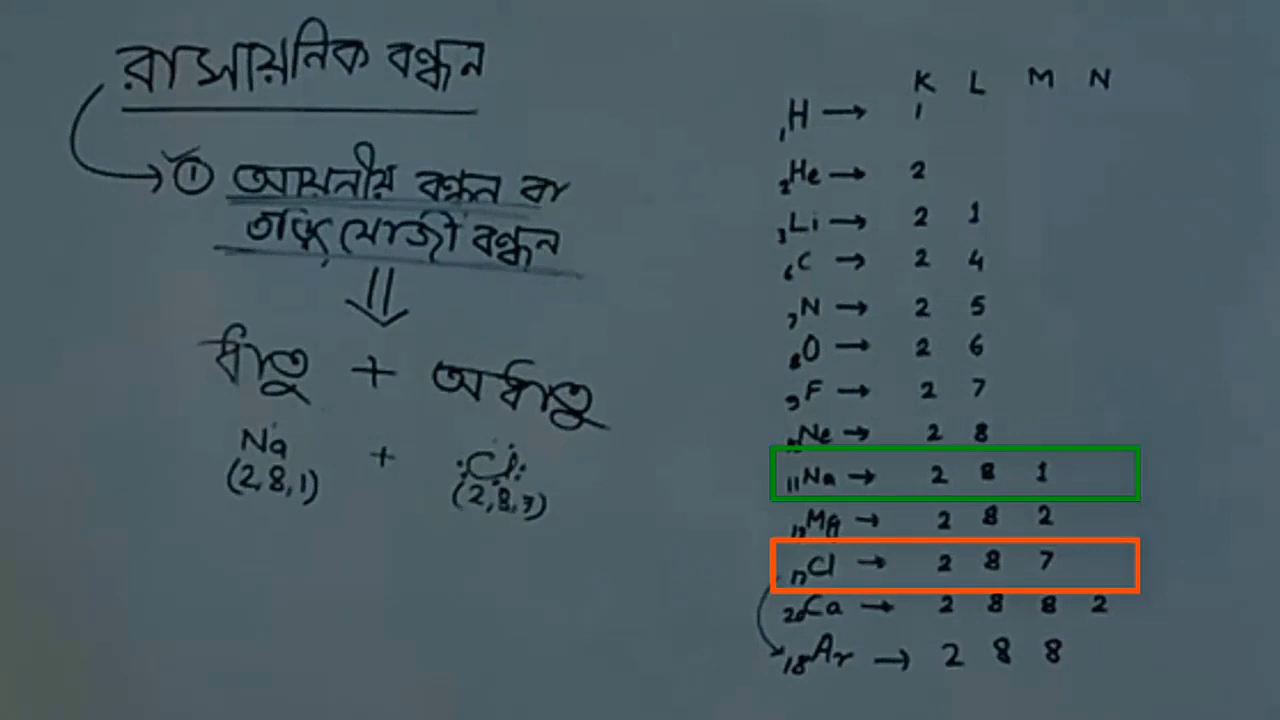 রাসায়নিক বন্ধন
① আয়নীয় বন্ধন বা
তড়িৎযোজী বন্ধন
ধাতু + অধাতু
Na + Cl
(2,8,1) (2,8,7)
K L M N
₁H → 1
₂He → 2
₃Li → 2 1
₆C → 2 4
₇N → 2 5
₈O → 2 6
₉F → 2 7
₁₀Ne → 2 8
₁₁Na → 2 8 1
₁₂Mg → 2 8 2
₁₇Cl → 2 8 7
₂₀Ca → 2 8 8 2
₁₈Ar → 2 8 8